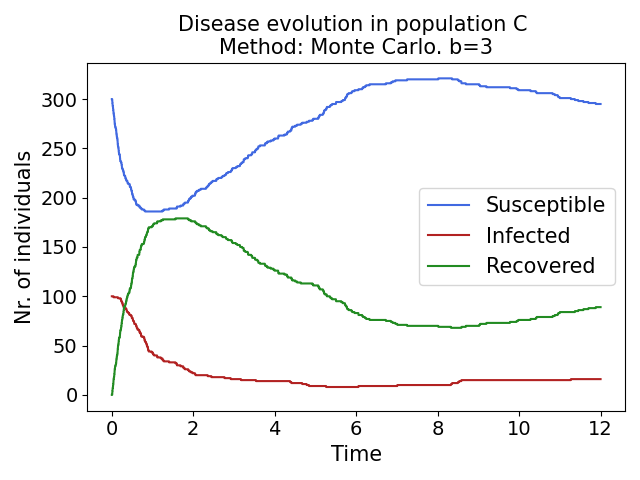 Disease evolution in population C
Method: Monte Carlo. b=3
Nr. of individuals
300
250
200
150
100
50
0
Susceptible
Infected
Recovered
0 2 4 6 8 10 12
Time